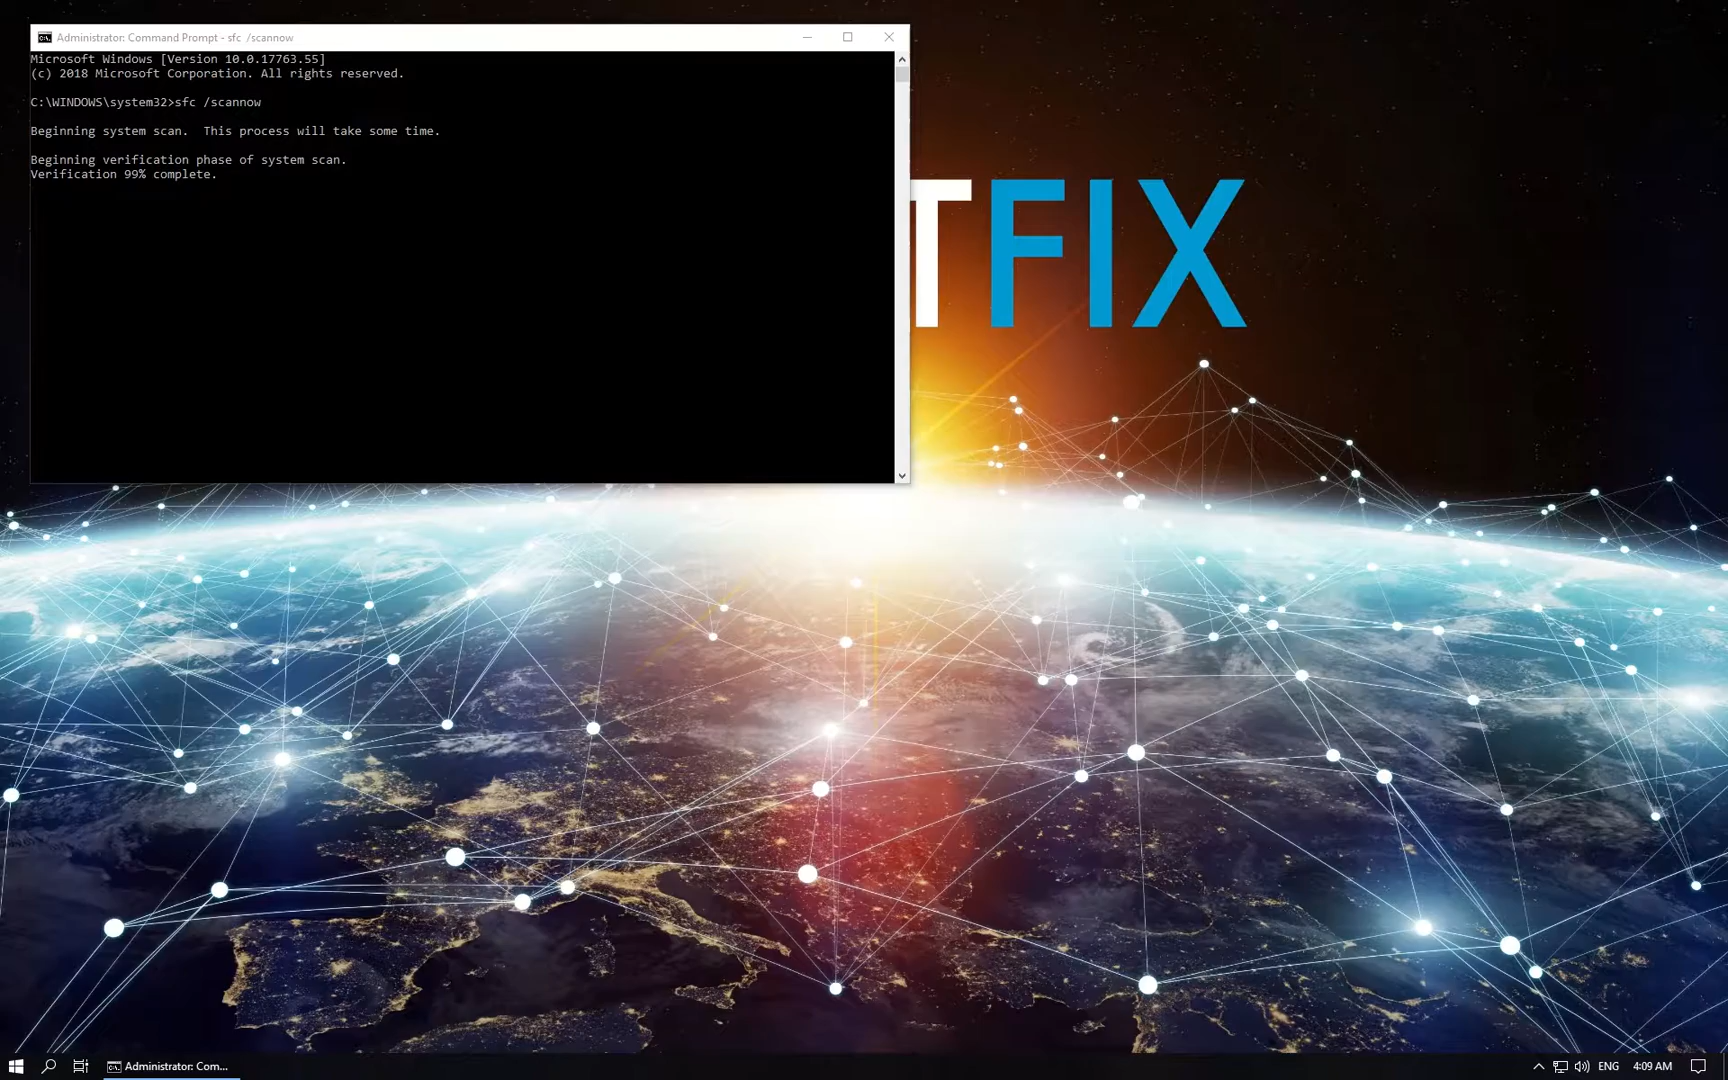 Administrator: Command Prompt - sfc  /scannow
Microsoft Windows [Version 10.0.17763.55]
(c) 2018 Microsoft Corporation. All rights reserved.
C:\WINDOWS\system32>sfc /scannow
Beginning system scan.  This process will take some time.
Beginning verification phase of system scan.
Verification 99% complete.
TFIX
Administrator: Com...
ENG
4:09 AM